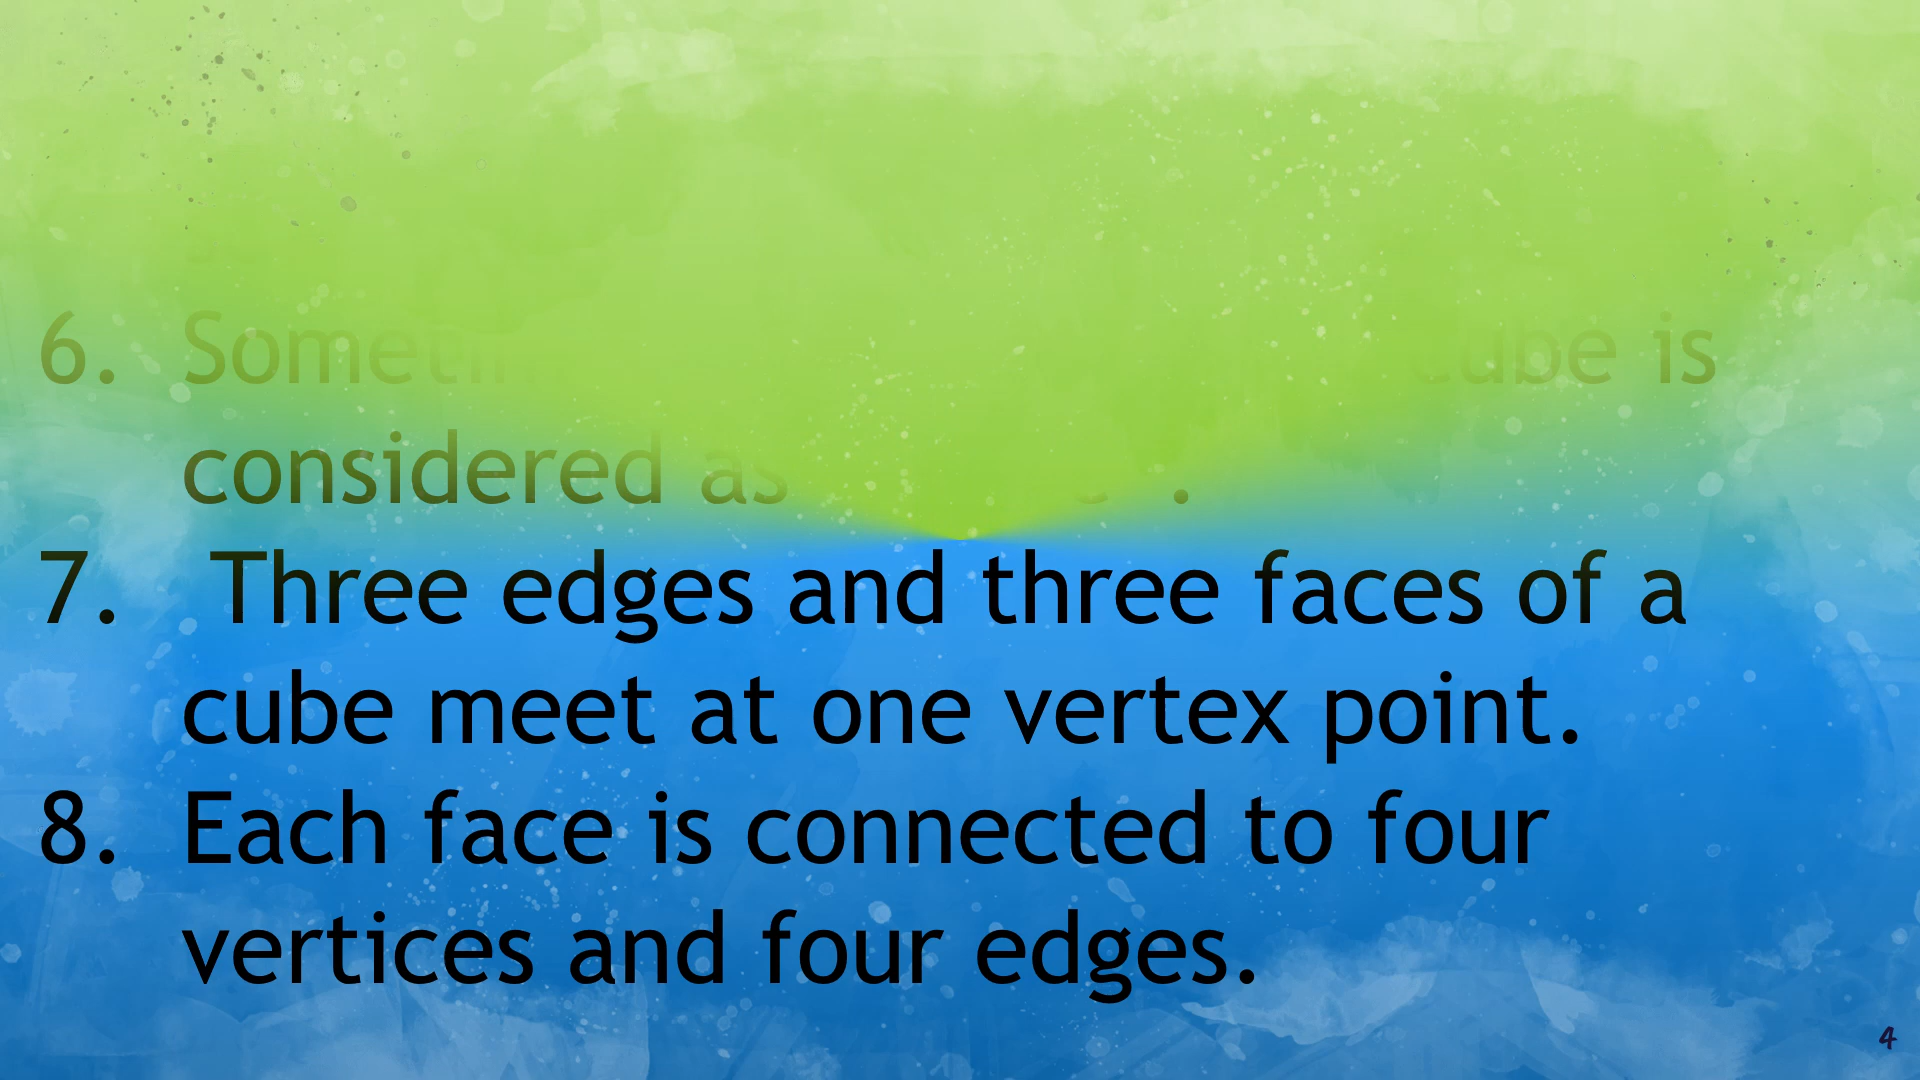 6. Sometimes cube is
considered as
7. Three edges and three faces of a
cube meet at one vertex point.
8. Each face is connected to four
vertices and four edges.
4